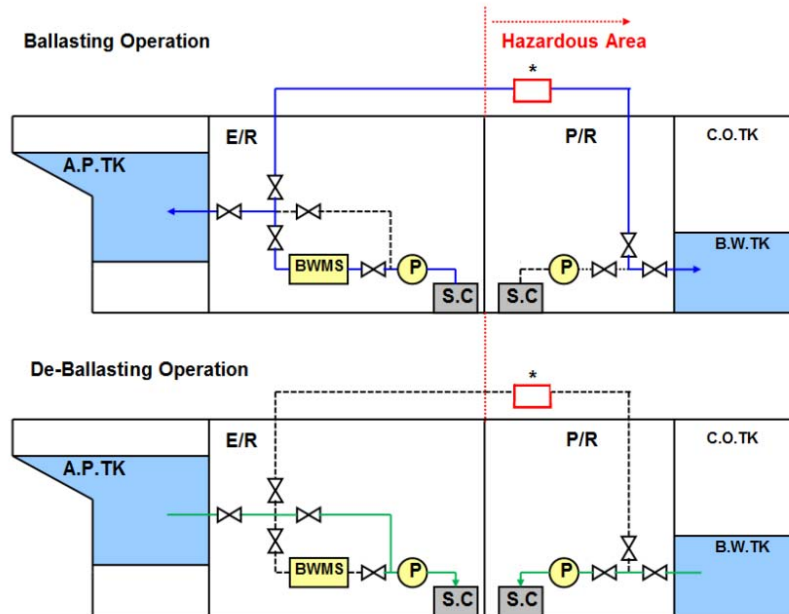 Ballasting Operation
Hazardous Area
*
E/R
P/R
C.O.TK
A.P.TK
B.W.TK
BWMS
P
P
S.C
S.C
De-Ballasting Operation
*
E/R
P/R
C.O.TK
A.P.TK
B.W.TK
BWMS
P
P
S.C
S.C